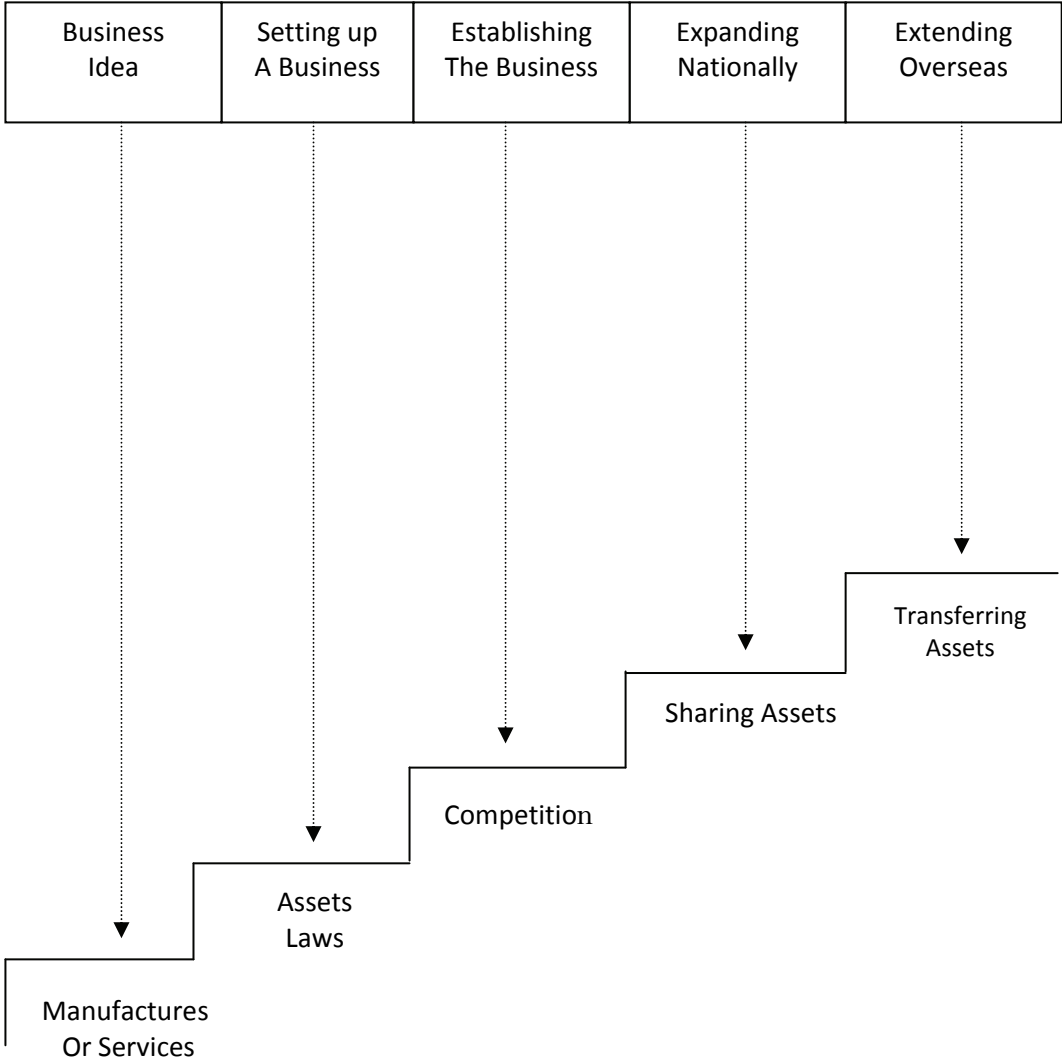 Business
Idea
Setting up
A Business
Establishing
The Business
Expanding
Nationally
Extending
Overseas
Transferring
Assets
Sharing Assets
Competition
Assets
Laws
Manufactures
Or Services